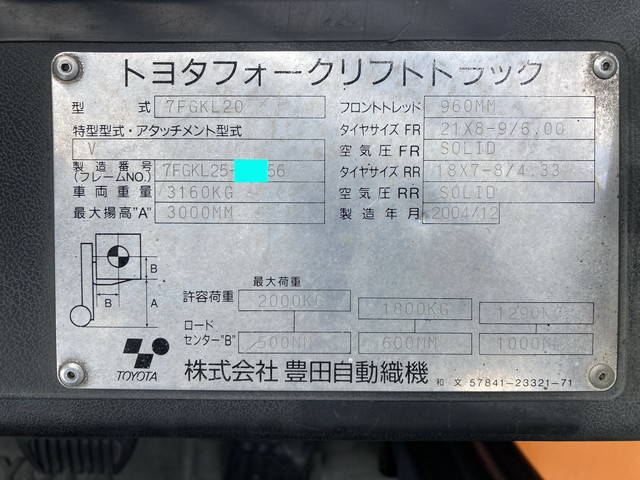 トヨタフォークリフトトラック
型 式 7FGKL20
特型型式・アタッチメント型式
V
製造番号 (フレームNO.) 7FGKL25- 56
車両重量 3160KG
最大揚高"A" 3000MM
フロントトレッド 960MM
タイヤサイズ FR 21X8-9/6.00
空気圧 FR SOLID
タイヤサイズ RR 18X7-8/4.33
空気圧 RR SOLID
製造年月 2004/12
B
B A
最大荷重
許容荷重 2000KG 1800KG 1290KG
ロード
センター"B" 500MM 600MM 1000MM
TOYOTA 株式会社 豊田自動織機 和 文 57841-23321-71